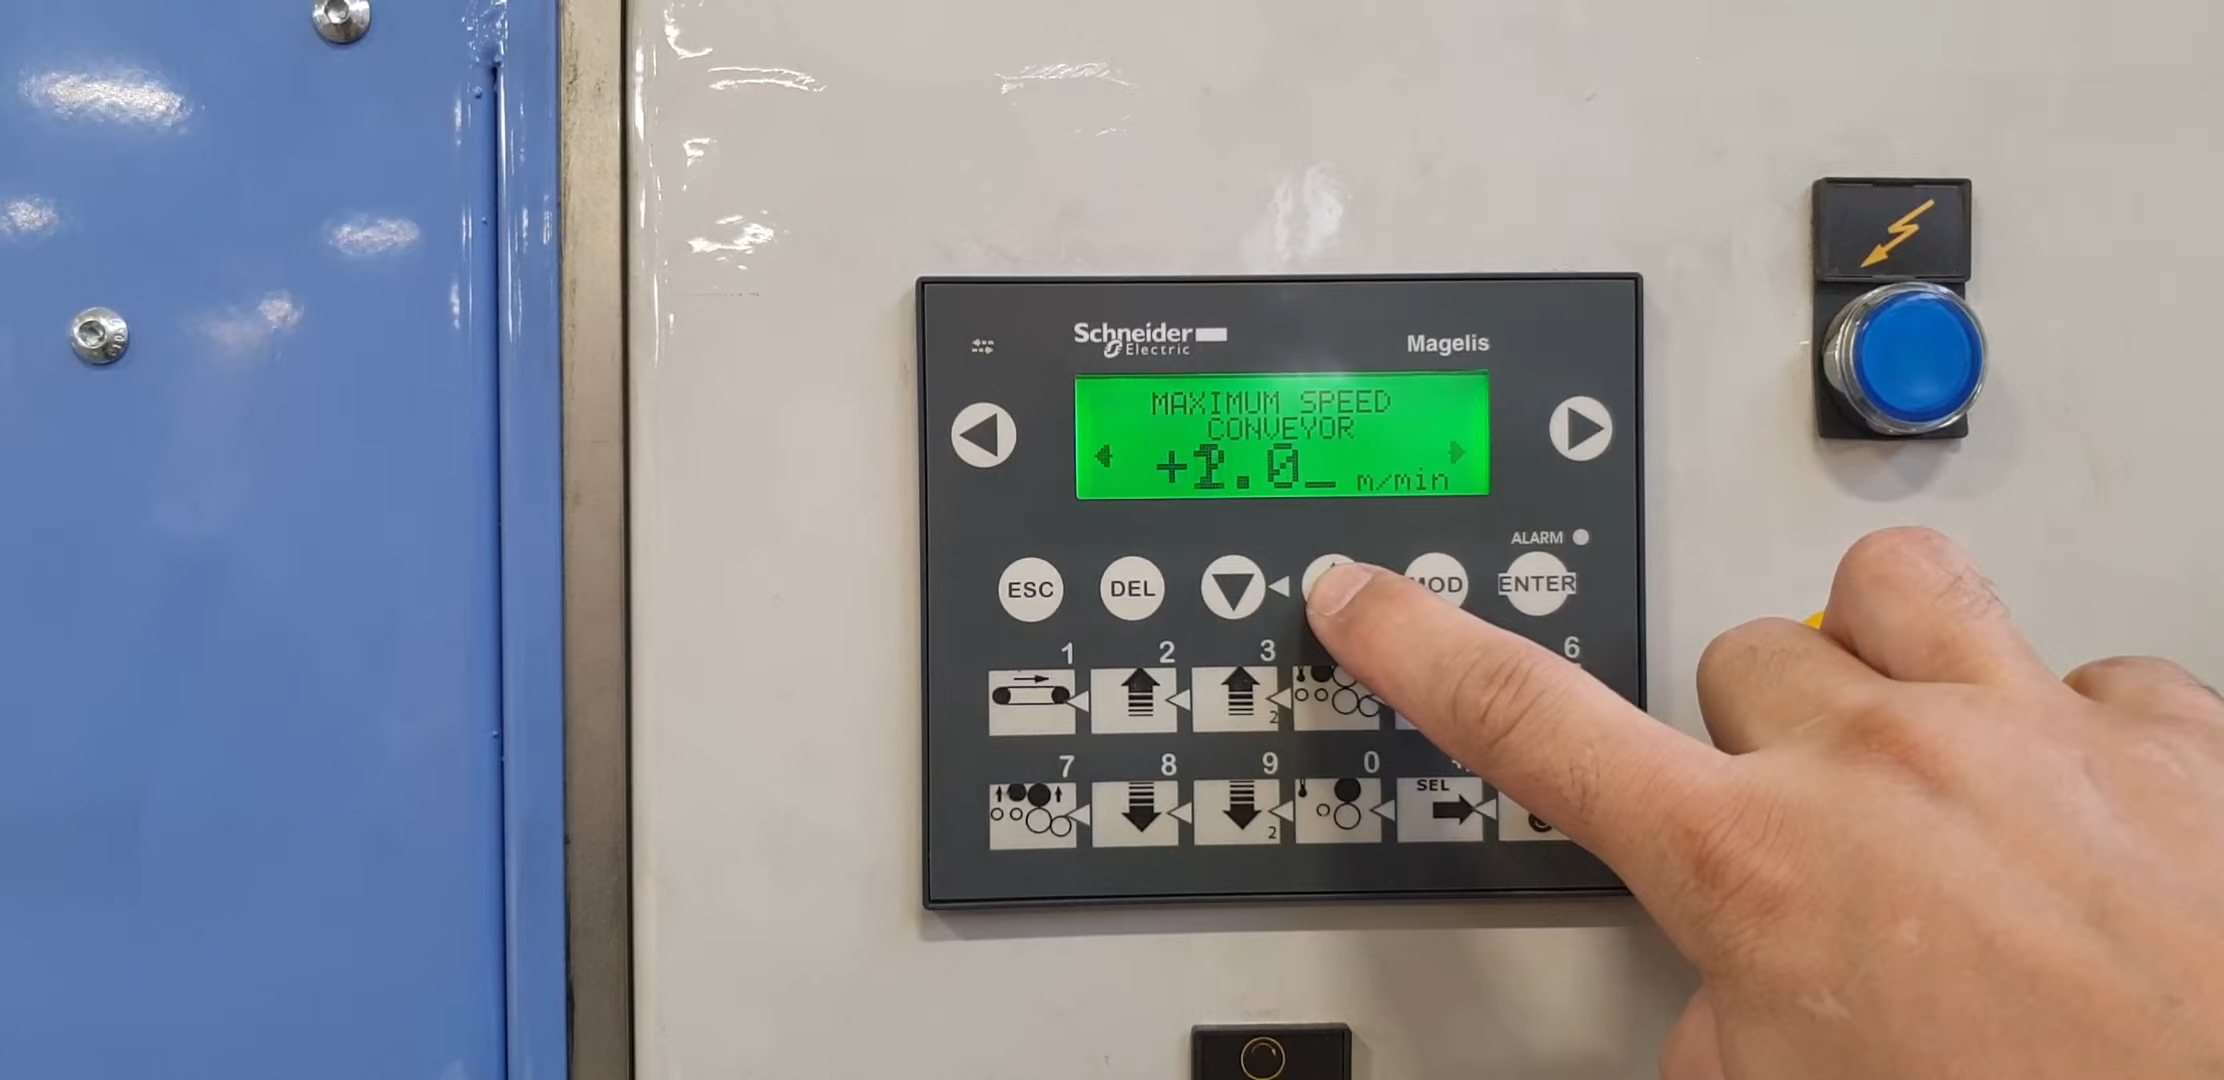 Schneider
Electric
Magelis
MAXIMUM SPEED
CONVEYOR
m/min
ALARM
ESC
DEL
MOD
ENTER
1
2
3
6
2
7
8
9
0
SEL
2